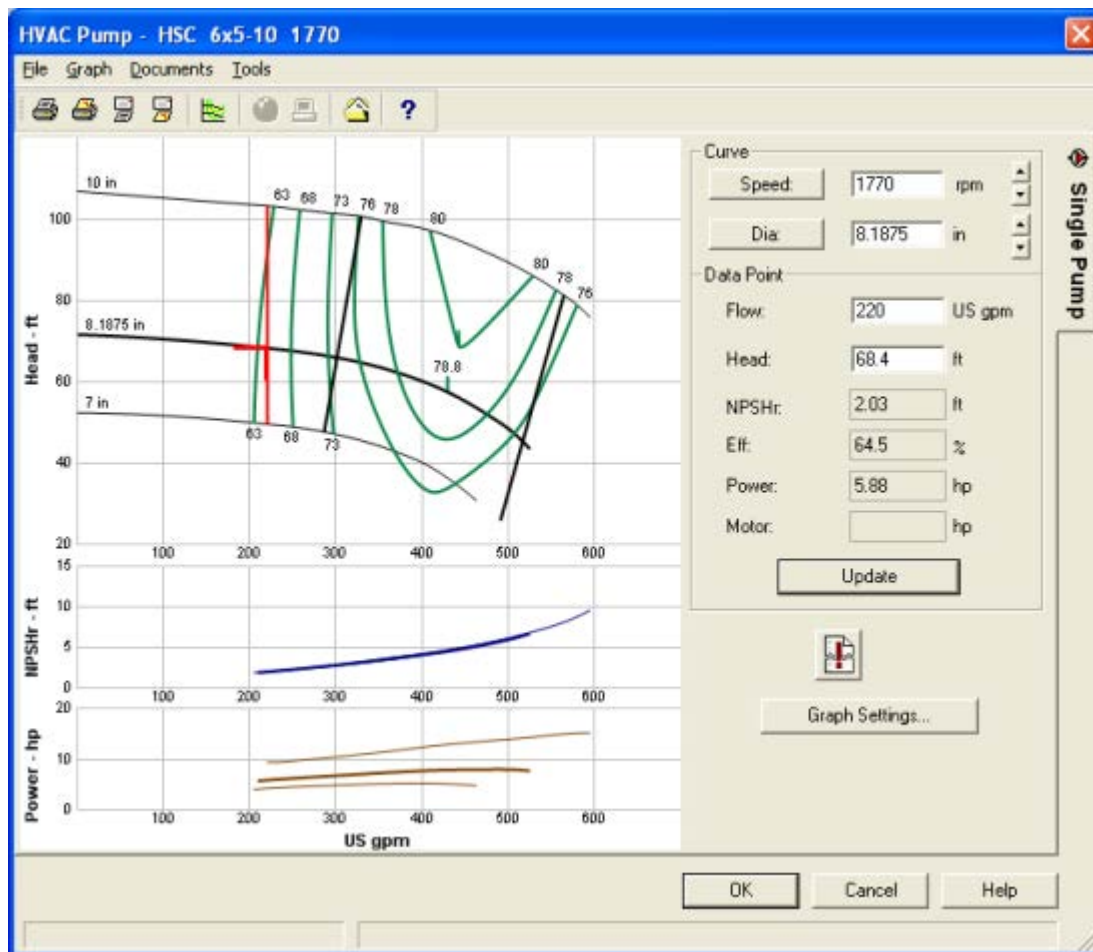 HVAC Pump - HSC 6x5-10 1770
File Graph Documents Tools
?
10 in
63 68 73 76 78 80
80 78 76
8.1875 in
78.8
7 in
63 68 73
Head - ft
100
80
60
40
20
100 200 300 400 500 600
NPSHr - ft
15
10
5
0
100 200 300 400 500 600
Power - hp
20
10
0
100 200 300 400 500 600
US gpm
Curve
Speed: 1770 rpm
Dia: 8.1875 in
Data Point
Flow: 220 US gpm
Head: 68.4 ft
NPSHr: 2.03 ft
Eff: 64.5 %
Power: 5.88 hp
Motor: hp
Update
Graph Settings...
Single Pump
OK Cancel Help